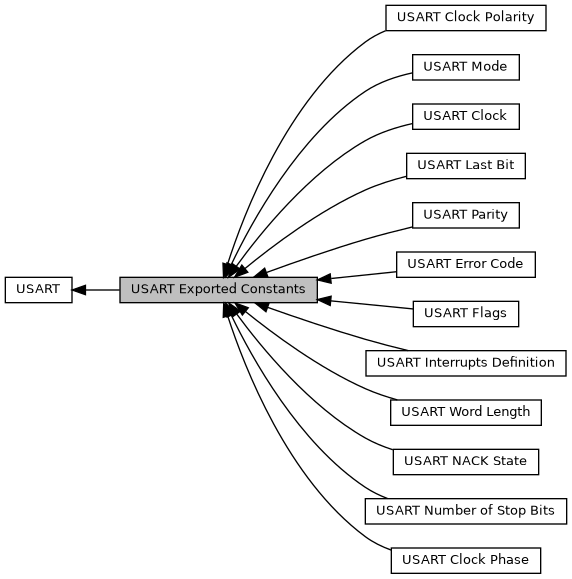 USART Clock Polarity
USART Mode
USART Clock
USART Last Bit
USART Parity
USART Error Code
USART
USART Exported Constants
USART Flags
USART Interrupts Definition
USART Word Length
USART NACK State
USART Number of Stop Bits
USART Clock Phase